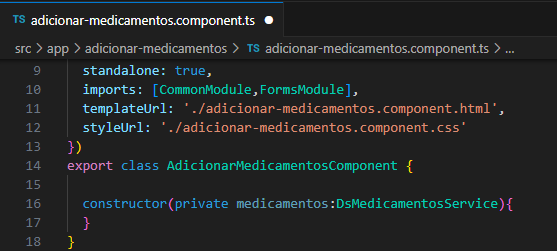 TS adicionar-medicamentos.component.ts
src > app > adicionar-medicamentos > TS adicionar-medicamentos.component.ts > ...
9 standalone: true,
10 imports: [CommonModule,FormsModule],
11 templateUrl: './adicionar-medicamentos.component.html',
12 styleUrl: './adicionar-medicamentos.component.css'
13 })
14 export class AdicionarMedicamentosComponent {
15
16 constructor(private medicamentos:DsMedicamentosService){
17 }
18 }